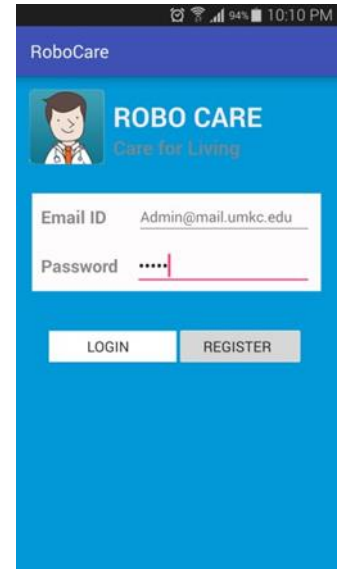 94% 10:10 PM
RoboCare
ROBO CARE
Care for Living
Email ID Admin@mail.umkc.edu
Password •••••
LOGIN REGISTER